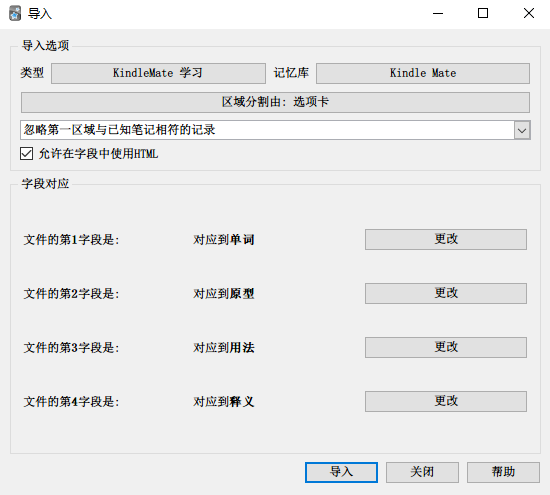 导入
导入选项
类型 KindleMate 学习 记忆库 Kindle Mate
区域分割由: 选项卡
忽略第一区域与已知笔记相符的记录
允许在字段中使用HTML
字段对应
文件的第1字段是: 对应到单词 更改
文件的第2字段是: 对应到原型 更改
文件的第3字段是: 对应到用法 更改
文件的第4字段是: 对应到释义 更改
导入 关闭 帮助